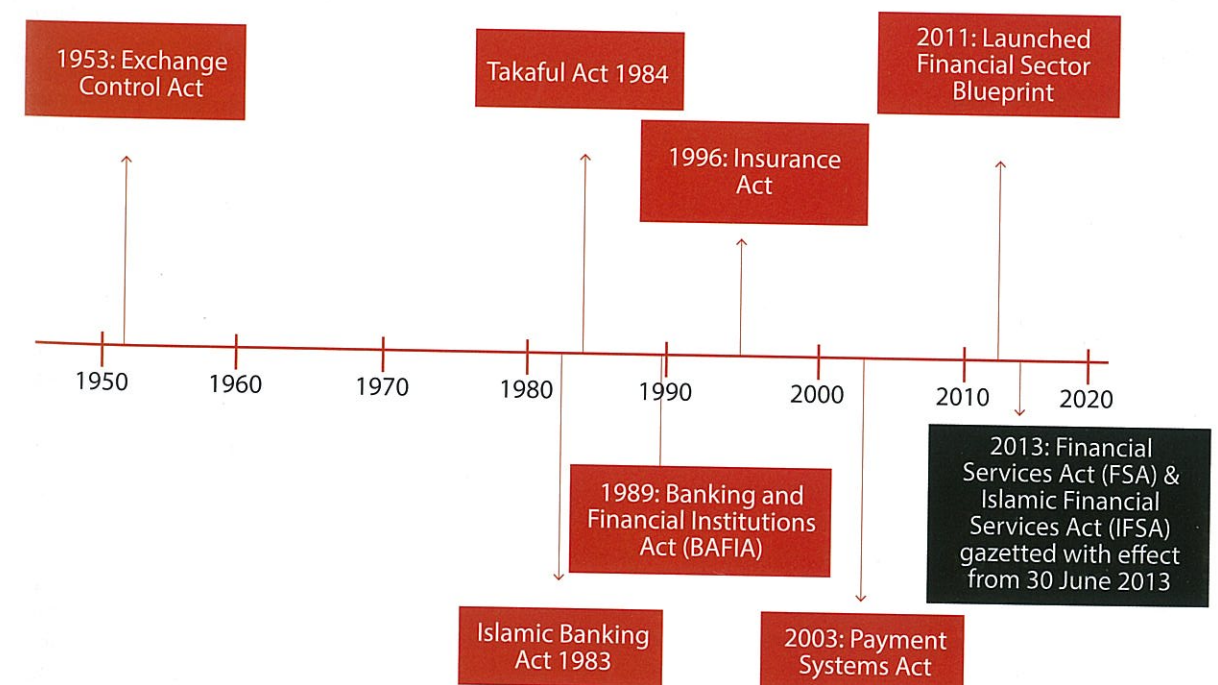 1953: Exchange
Control Act
Takaful Act 1984
1996: Insurance
Act
2011: Launched
Financial Sector
Blueprint
1950
1960
1970
1980
1990
2000
2010
2020
1989: Banking and
Financial Institutions
Act (BAFIA)
Islamic Banking
Act 1983
2003: Payment
Systems Act
2013: Financial
Services Act (FSA) &
Islamic Financial
Services Act (IFSA)
gazetted with effect
from 30 June 2013